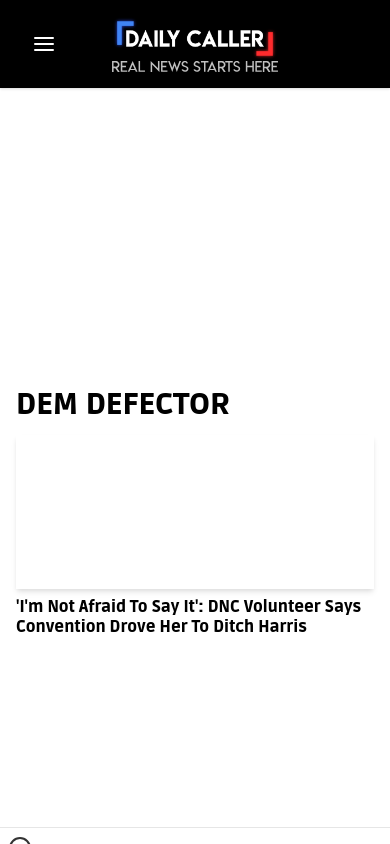 DAILY CALLER
REAL NEWS STARTS HERE
DEM DEFECTOR
'I'm Not Afraid To Say It': DNC Volunteer Says
Convention Drove Her To Ditch Harris